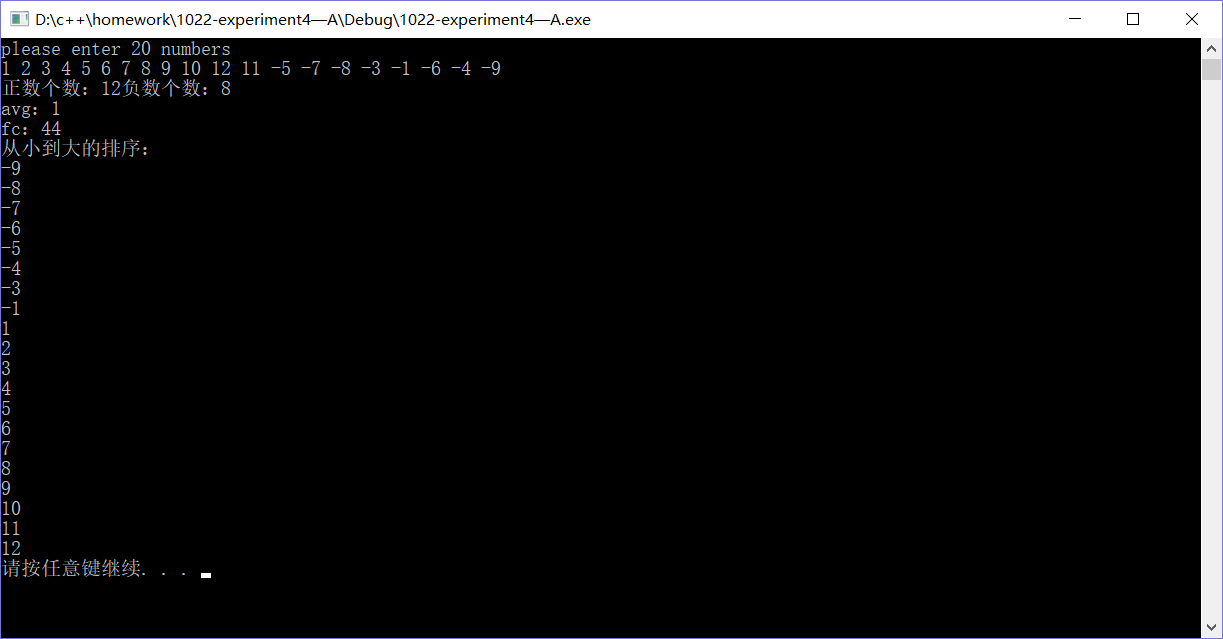 D:\c++\homework\1022-experiment4—A\Debug\1022-experiment4—A.exe
please enter 20 numbers
1 2 3 4 5 6 7 8 9 10 12 11 -5 -7 -8 -3 -1 -6 -4 -9
正数个数：12负数个数：8
avg：1
fc：44
从小到大的排序：
-9
-8
-7
-6
-5
-4
-3
-1
1
2
3
4
5
6
7
8
9
10
11
12
请按任意键继续. . .